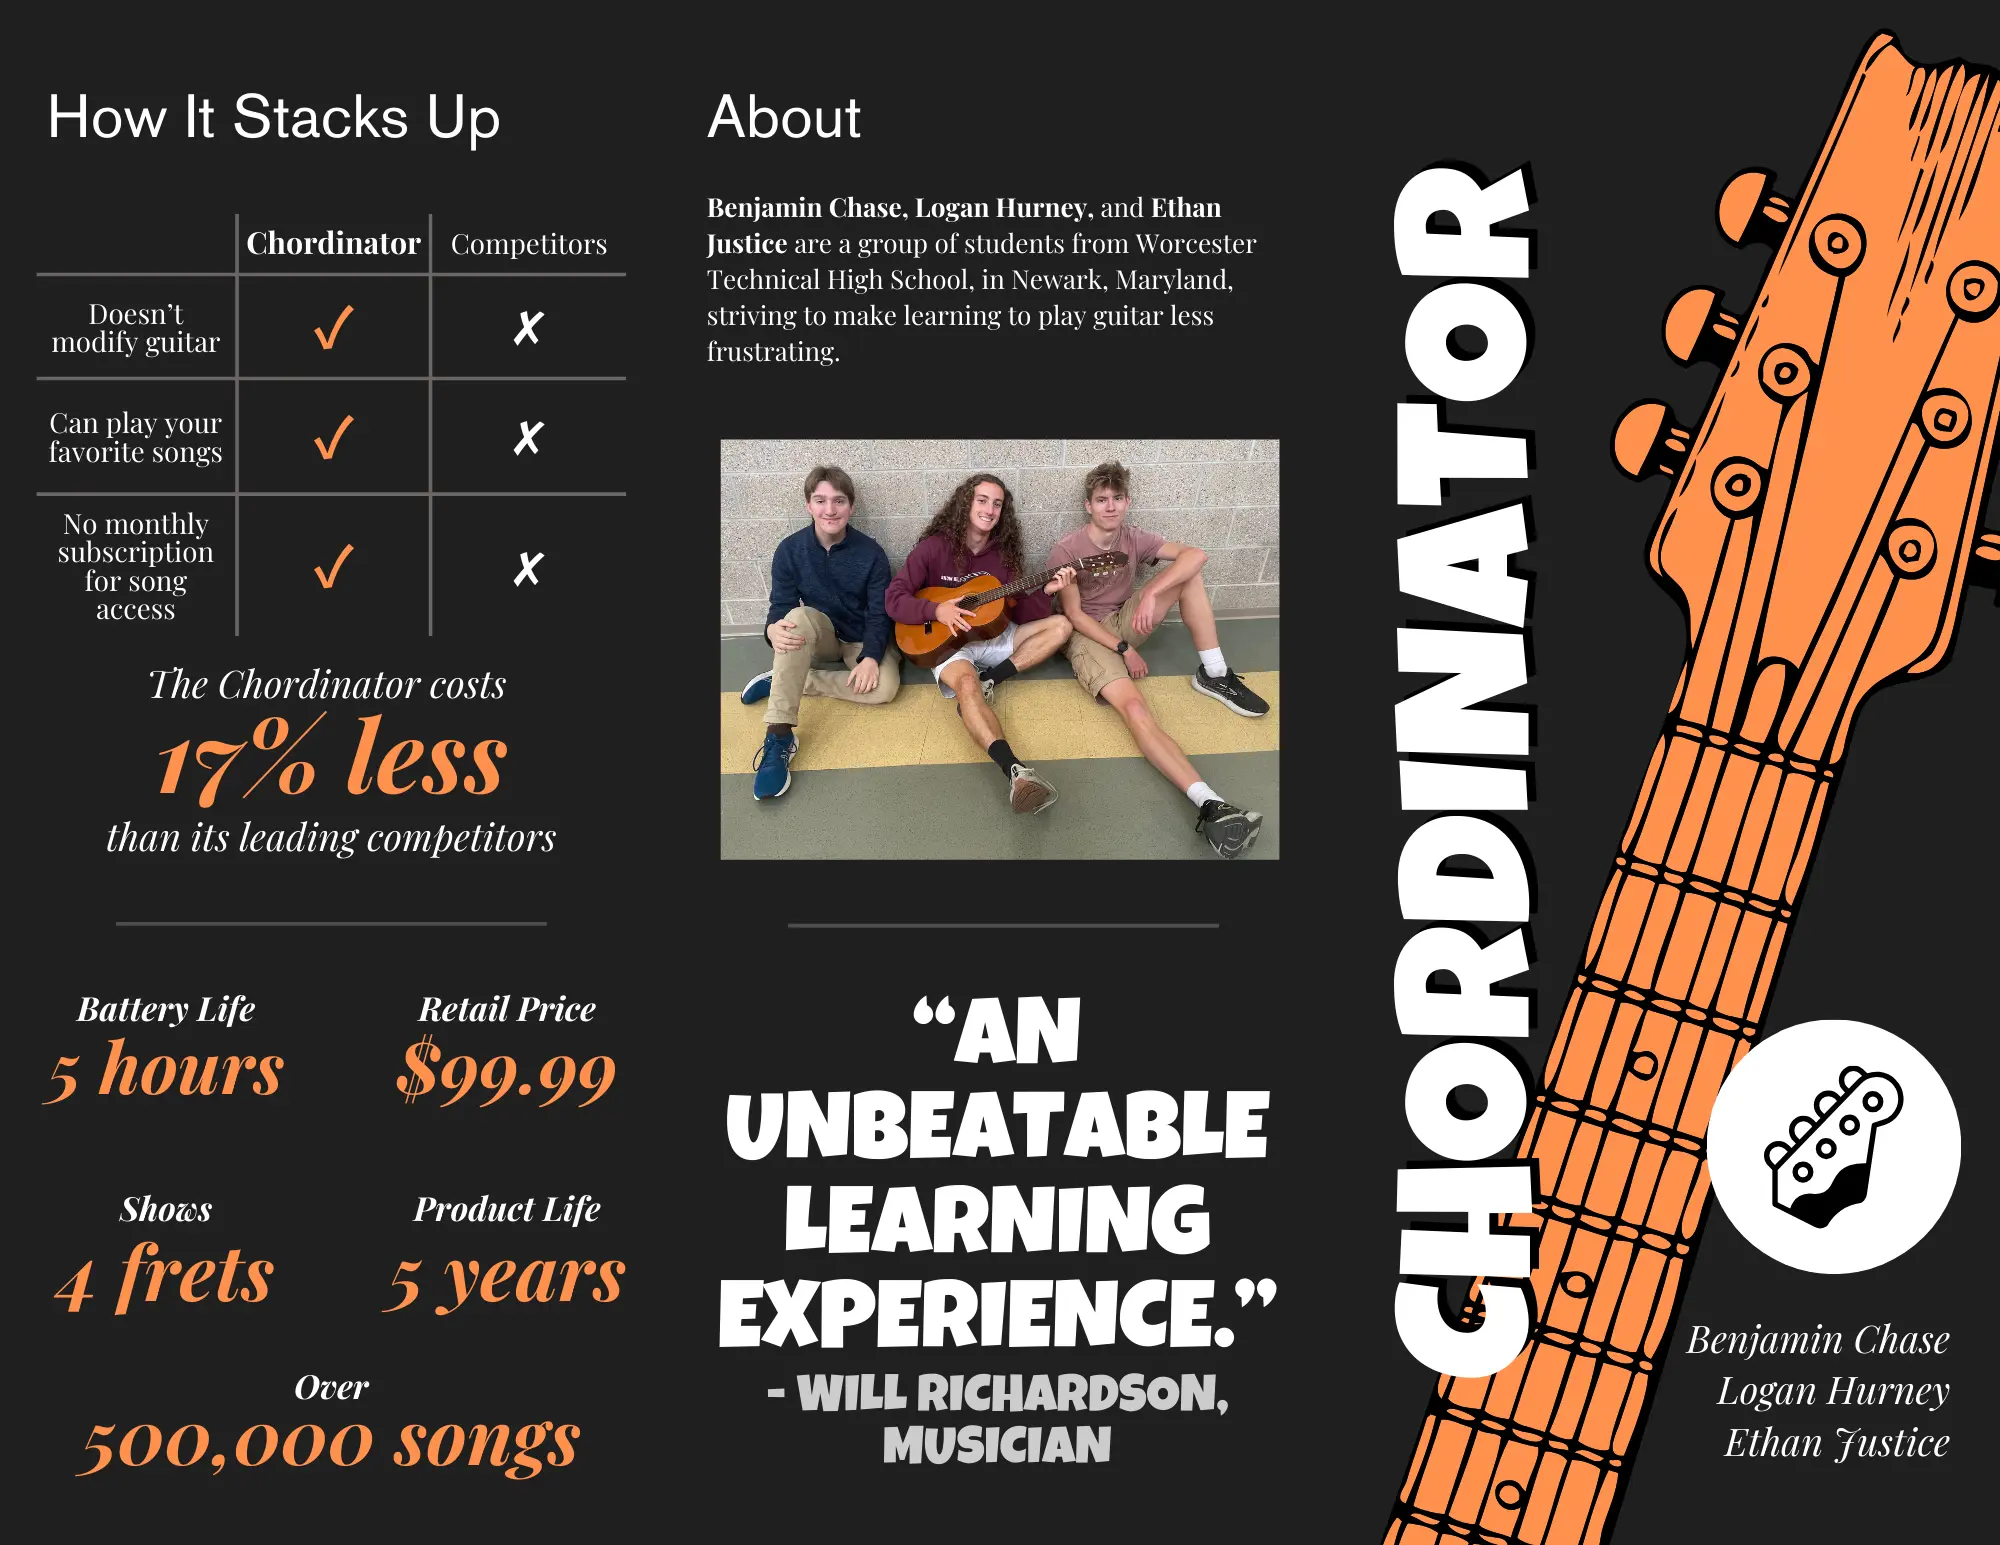 How It Stacks Up
Chordinator Competitors
Doesn’t
modify guitar
✓ ✗
Can play your
favorite songs
✓ ✗
No monthly
subscription
for song
access
✓ ✗
The Chordinator costs
17% less
than its leading competitors
Battery Life
5 hours
Retail Price
$99.99
Shows
4 frets
Product Life
5 years
Over
500,000 songs
About
Benjamin Chase, Logan Hurney, and Ethan
Justice are a group of students from Worcester
Technical High School, in Newark, Maryland,
striving to make learning to play guitar less
frustrating.
“AN
UNBEATABLE
LEARNING
EXPERIENCE.”
- WILL RICHARDSON,
MUSICIAN
CHORDINATOR
Benjamin Chase
Logan Hurney
Ethan Justice